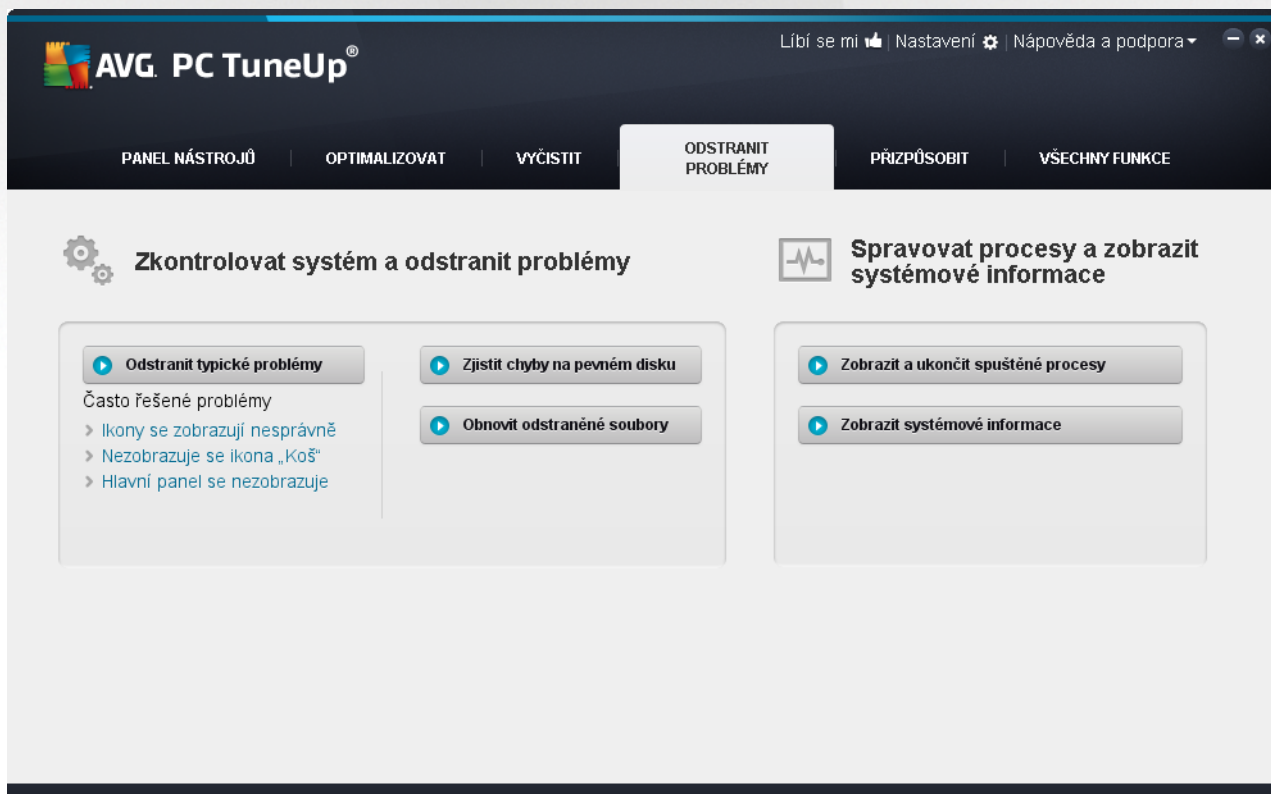 Líbí se mi | Nastavení | Nápověda a podpora
AVG. PC TuneUp®
PANEL NÁSTROJŮ
OPTIMALIZOVAT
VYČISTIT
ODSTRANIT
PROBLÉMY
PŘIZPŮSOBIT
VŠECHNY FUNKCE
Zkontrolovat systém a odstranit problémy
Odstranit typické problémy
Často řešené problémy
Ikony se zobrazují nesprávně
Nezobrazuje se ikona „Koš“
Hlavní panel se nezobrazuje
Zjistit chyby na pevném disku
Obnovit odstraněné soubory
Spravovat procesy a zobrazit
systémové informace
Zobrazit a ukončit spuštěné procesy
Zobrazit systémové informace